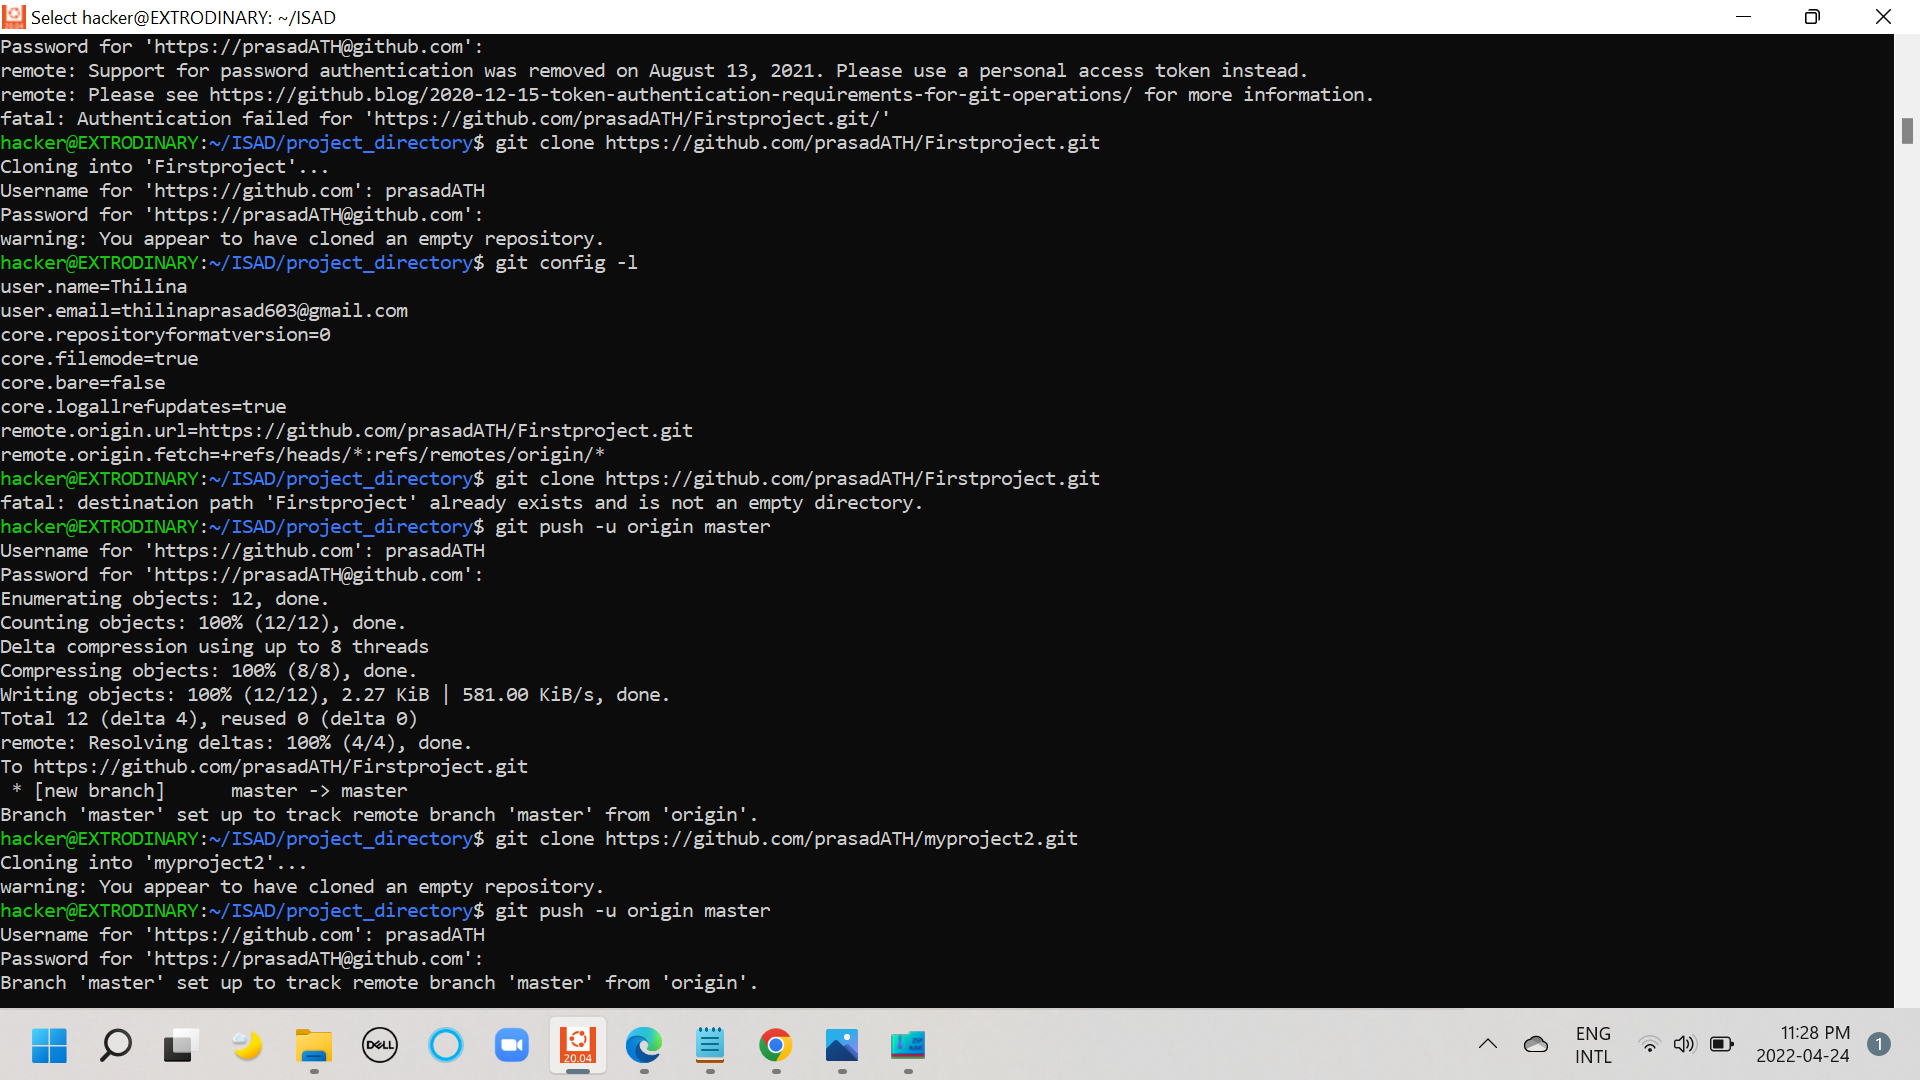 Select hacker@EXTRODINARY: ~/ISAD
Password for 'https://prasadATH@github.com':
remote: Support for password authentication was removed on August 13, 2021. Please use a personal access token instead.
remote: Please see https://github.blog/2020-12-15-token-authentication-requirements-for-git-operations/ for more information.
fatal: Authentication failed for 'https://github.com/prasadATH/Firstproject.git/'
hacker@EXTRODINARY:~/ISAD/project_directory$ git clone https://github.com/prasadATH/Firstproject.git
Cloning into 'Firstproject'...
Username for 'https://github.com': prasadATH
Password for 'https://prasadATH@github.com':
warning: You appear to have cloned an empty repository.
hacker@EXTRODINARY:~/ISAD/project_directory$ git config -l
user.name=Thilina
user.email=thilinaprasad603@gmail.com
core.repositoryformatversion=0
core.filemode=true
core.bare=false
core.logallrefupdates=true
remote.origin.url=https://github.com/prasadATH/Firstproject.git
remote.origin.fetch=+refs/heads/*:refs/remotes/origin/*
hacker@EXTRODINARY:~/ISAD/project_directory$ git clone https://github.com/prasadATH/Firstproject.git
fatal: destination path 'Firstproject' already exists and is not an empty directory.
hacker@EXTRODINARY:~/ISAD/project_directory$ git push -u origin master
Username for 'https://github.com': prasadATH
Password for 'https://prasadATH@github.com':
Enumerating objects: 12, done.
Counting objects: 100% (12/12), done.
Delta compression using up to 8 threads
Compressing objects: 100% (8/8), done.
Writing objects: 100% (12/12), 2.27 KiB | 581.00 KiB/s, done.
Total 12 (delta 4), reused 0 (delta 0)
remote: Resolving deltas: 100% (4/4), done.
To https://github.com/prasadATH/Firstproject.git
 * [new branch]      master -> master
Branch 'master' set up to track remote branch 'master' from 'origin'.
hacker@EXTRODINARY:~/ISAD/project_directory$ git clone https://github.com/prasadATH/myproject2.git
Cloning into 'myproject2'...
warning: You appear to have cloned an empty repository.
hacker@EXTRODINARY:~/ISAD/project_directory$ git push -u origin master
Username for 'https://github.com': prasadATH
Password for 'https://prasadATH@github.com':
Branch 'master' set up to track remote branch 'master' from 'origin'.
DELL
20.04
ENG
INTL
11:28 PM
2022-04-24
1